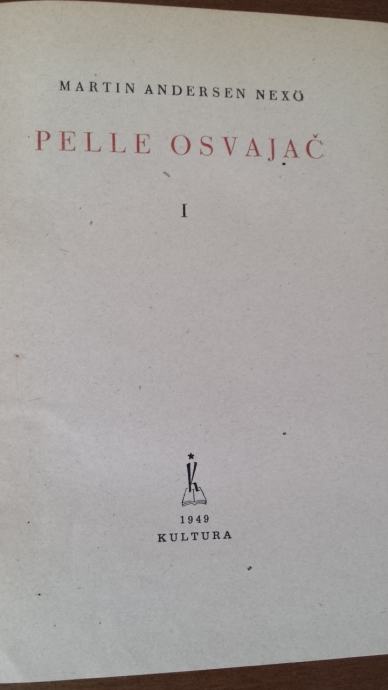 MARTIN ANDERSEN NEXÖ
PELLE OSVAJAČ
I
K
1949
KULTURA